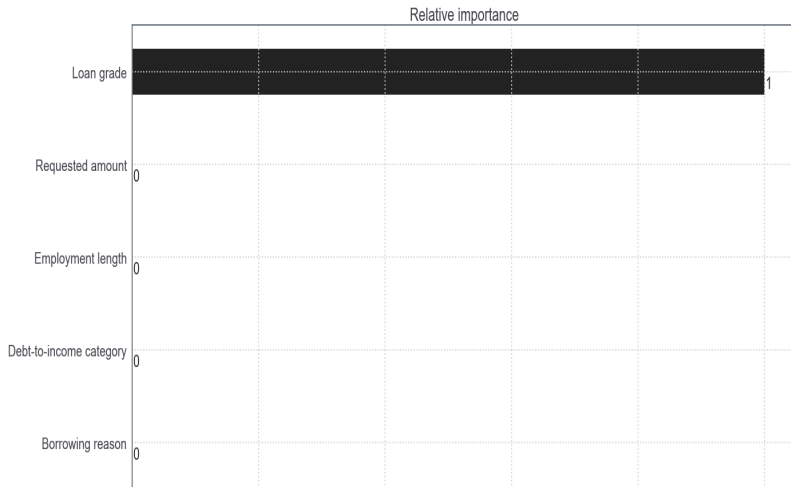 Relative importance
Loan grade
1
Requested amount
0
Employment length
0
Debt-to-income category
0
Borrowing reason
0